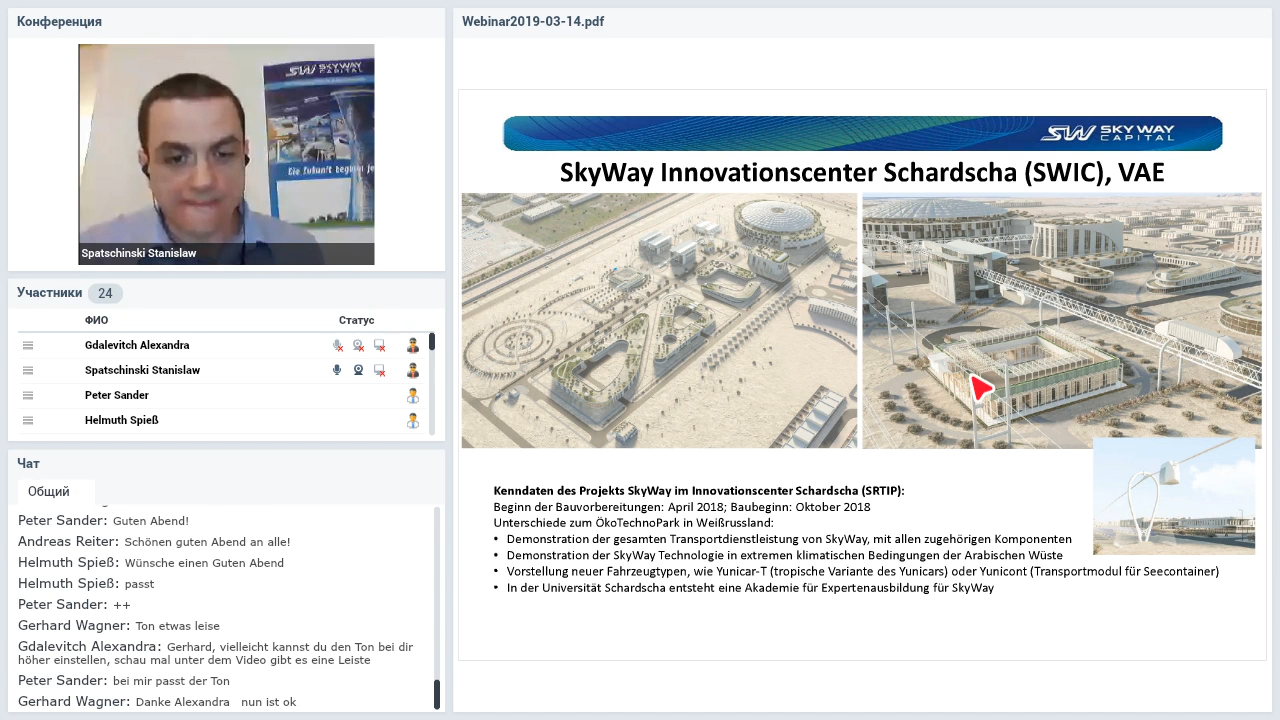 Конференция
SW SKYWAY
CAPITAL
Die Zukunft beginnt je
Spatschinski Stanislaw
Участники 24
ФИО Статус
Gdalevitch Alexandra
Spatschinski Stanislaw
Peter Sander
Helmuth Spieß
Чат
Общий
Peter Sander: Guten Abend!
Andreas Reiter: Schönen guten Abend an alle!
Helmuth Spieß: Wünsche einen Guten Abend
Helmuth Spieß: passt
Peter Sander: ++
Gerhard Wagner: Ton etwas leise
Gdalevitch Alexandra: Gerhard, vielleicht kannst du den Ton bei dir
höher einstellen, schau mal unter dem Video gibt es eine Leiste
Peter Sander: bei mir passt der Ton
Gerhard Wagner: Danke Alexandra nun ist ok
Webinar2019-03-14.pdf
SW SKY WAY
CAPITAL
SkyWay Innovationscenter Schardscha (SWIC), VAE
Kenndaten des Projekts SkyWay im Innovationscenter Schardscha (SRTIP):
Beginn der Bauvorbereitungen: April 2018; Baubeginn: Oktober 2018
Unterschiede zum ÖkoTechnoPark in Weißrussland:
• Demonstration der gesamten Transportdienstleistung von SkyWay, mit allen zugehörigen Komponenten
• Demonstration der SkyWay Technologie in extremen klimatischen Bedingungen der Arabischen Wüste
• Vorstellung neuer Fahrzeugtypen, wie Yunicar-T (tropische Variante des Yunicars) oder Yunicont (Transportmodul für Seecontainer)
• In der Universität Schardscha entsteht eine Akademie für Expertenausbildung für SkyWay